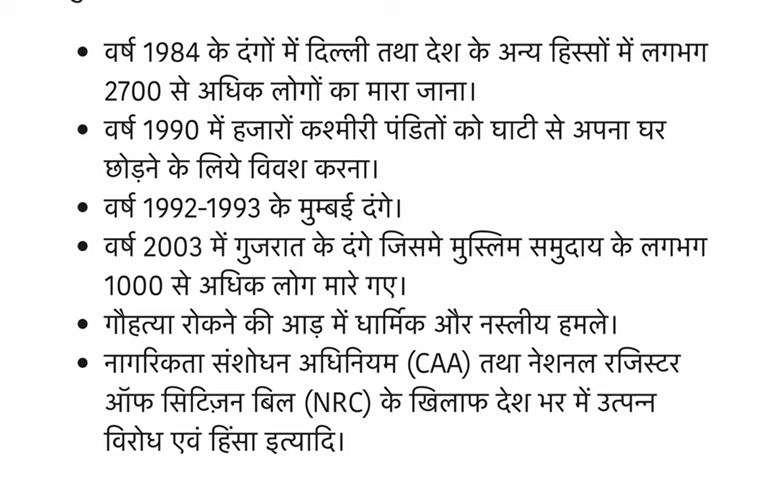 वर्ष 1984 के दंगों में दिल्ली तथा देश के अन्य हिस्सों में लगभग
2700 से अधिक लोगों का मारा जाना।
वर्ष 1990 में हजारों कश्मीरी पंडितों को घाटी से अपना घर
छोड़ने के लिये विवश करना।
वर्ष 1992-1993 के मुम्बई दंगे।
वर्ष 2003 में गुजरात के दंगे जिसमे मुस्लिम समुदाय के लगभग
1000 से अधिक लोग मारे गए।
गौहत्या रोकने की आड़ में धार्मिक और नस्लीय हमले।
नागरिकता संशोधन अधिनियम (CAA) तथा नेशनल रजिस्टर
ऑफ सिटिज़न बिल (NRC) के खिलाफ देश भर में उत्पन्न
विरोध एवं हिंसा इत्यादि।